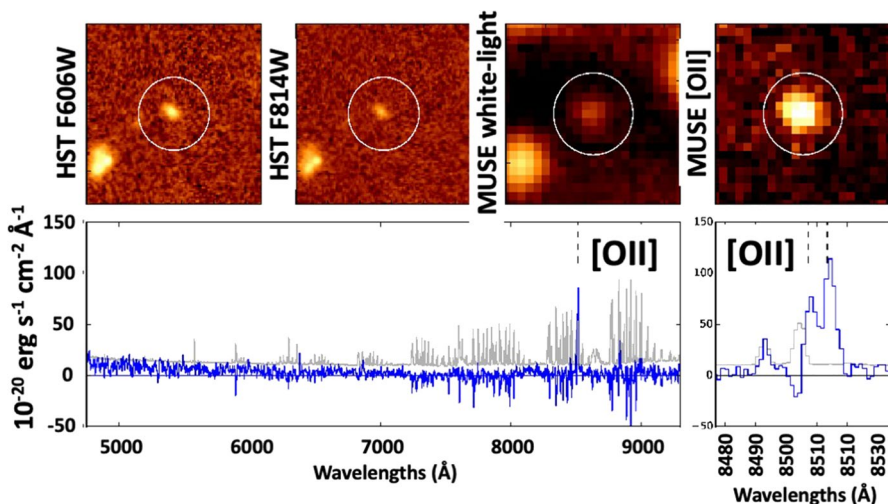 HST F606W
HST F814W
MUSE white-light
MUSE [OII]
150
100
50
0
-50
10⁻²⁰ erg s⁻¹ cm⁻² Å⁻¹
[OII]
5000 6000 7000 8000 9000
Wavelengths (Å)
150
100
50
0
-50
[OII]
8480 8490 8500 8510 8510 8530
Wavelengths (Å)